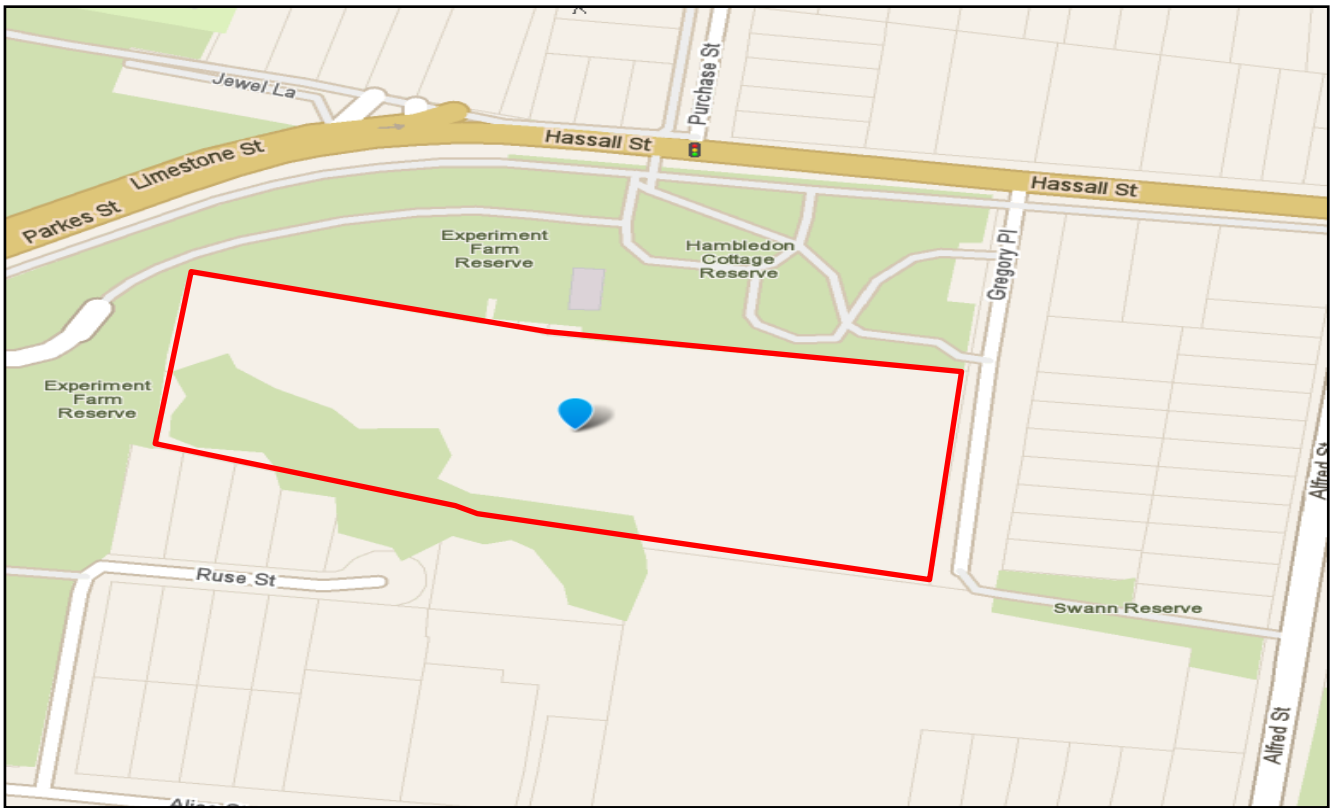 Jewel La
Purchase St
Hassall St
Limestone St
Parkes St
Hassall St
Experiment
Farm
Reserve
Hambledon
Cottage
Reserve
Gregory Pl
Experiment
Farm
Reserve
Alfred St
Ruse St
Swann Reserve
Alfred St